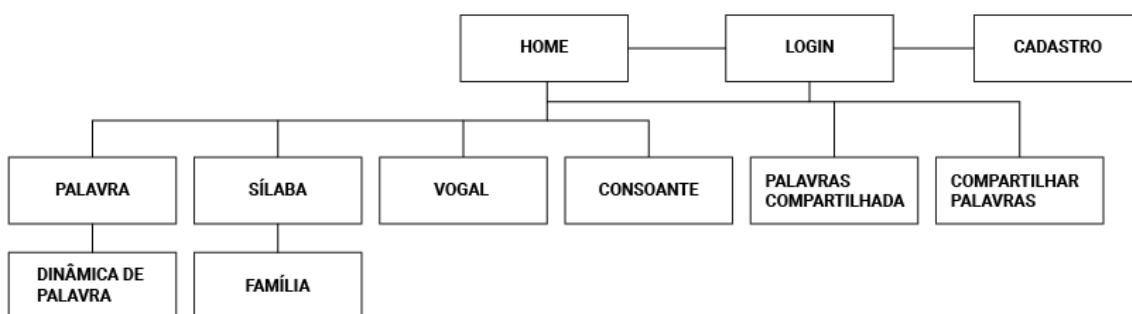 HOME
LOGIN
CADASTRO
PALAVRA
SÍLABA
VOGAL
CONSOANTE
PALAVRAS
COMPARTILHADA
COMPARTILHAR
PALAVRAS
DINÂMICA DE
PALAVRA
FAMÍLIA